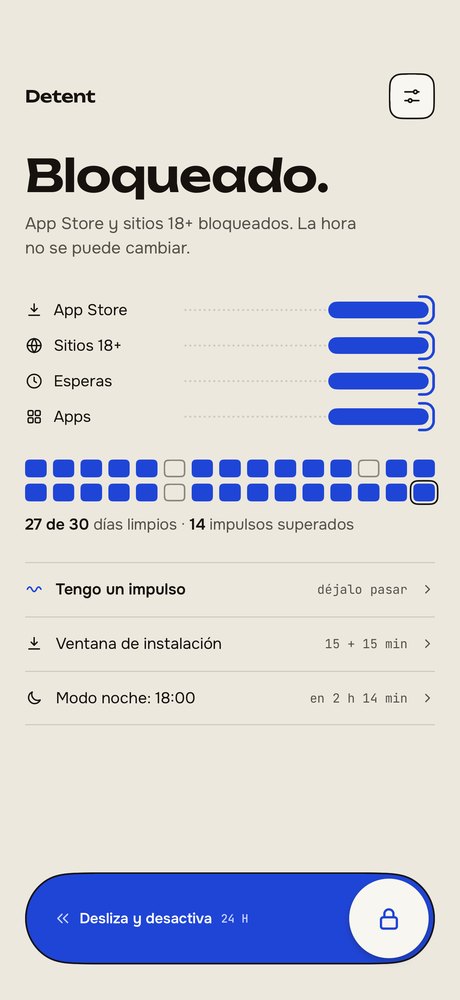 Detent
Bloqueado.
App Store y sitios 18+ bloqueados. La hora
no se puede cambiar.
App Store
Sitios 18+
Esperas
Apps
27 de 30 días limpios · 14 impulsos superados
Tengo un impulso déjalo pasar
Ventana de instalación 15 + 15 min
Modo noche: 18:00 en 2 h 14 min
Desliza y desactiva 24 H